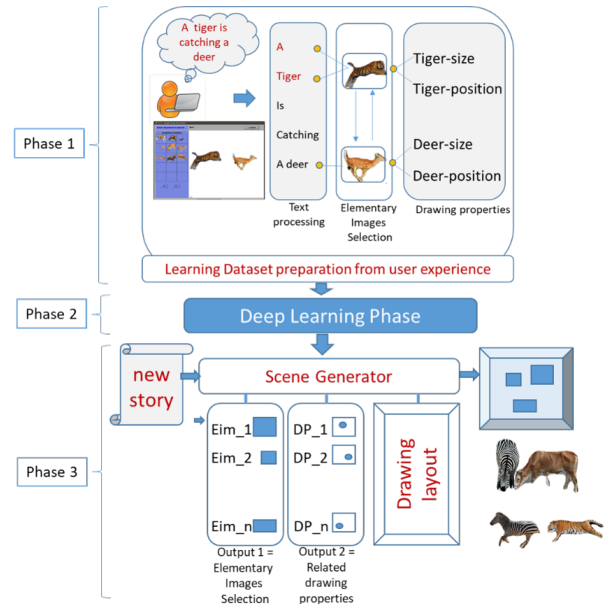 A tiger is
catching a
deer
A
Tiger
Is
Catching
A deer
Tiger-size
Tiger-position
Deer-size
Deer-position
Text
processing
Elementary
Images
Selection
Drawing properties
Phase 1
Learning Dataset preparation from user experience
Phase 2
Deep Learning Phase
new
story
Scene Generator
Phase 3
Eim_1
Eim_2
Eim_n
DP_1
DP_2
DP_n
Drawing
layout
Output 1 =
Elementary
Images
Selection
Output 2 =
Related
drawing
properties